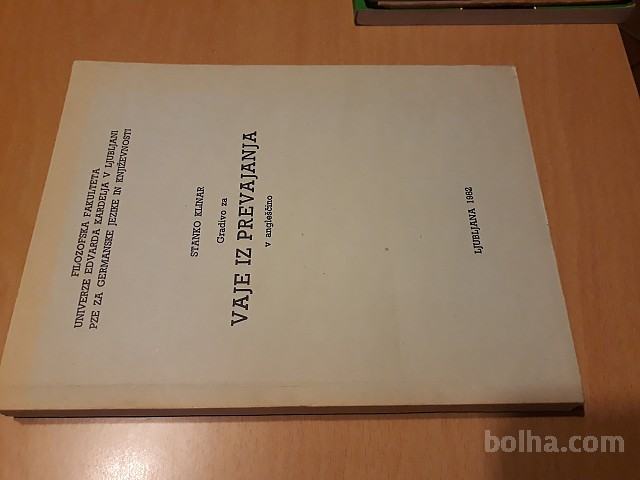 FILOZOFSKA FAKULTETA
UNIVERZE EDVARDA KARDELJA V LJUBLJANI
PZE ZA GERMANSKE JEZIKE IN KNJIŽEVNOSTI
STANKO KLINAR
Gradivo za
VAJE IZ PREVAJANJA
v angleščino
LJUBLJANA 1982
bolha.com